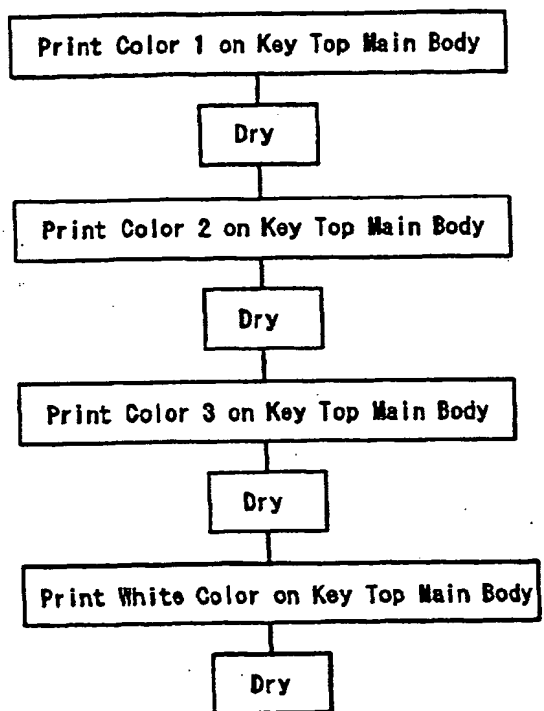 Print Color 1 on Key Top Main Body
Dry
Print Color 2 on Key Top Main Body
Dry
Print Color 3 on Key Top Main Body
Dry
Print White Color on Key Top Main Body
Dry